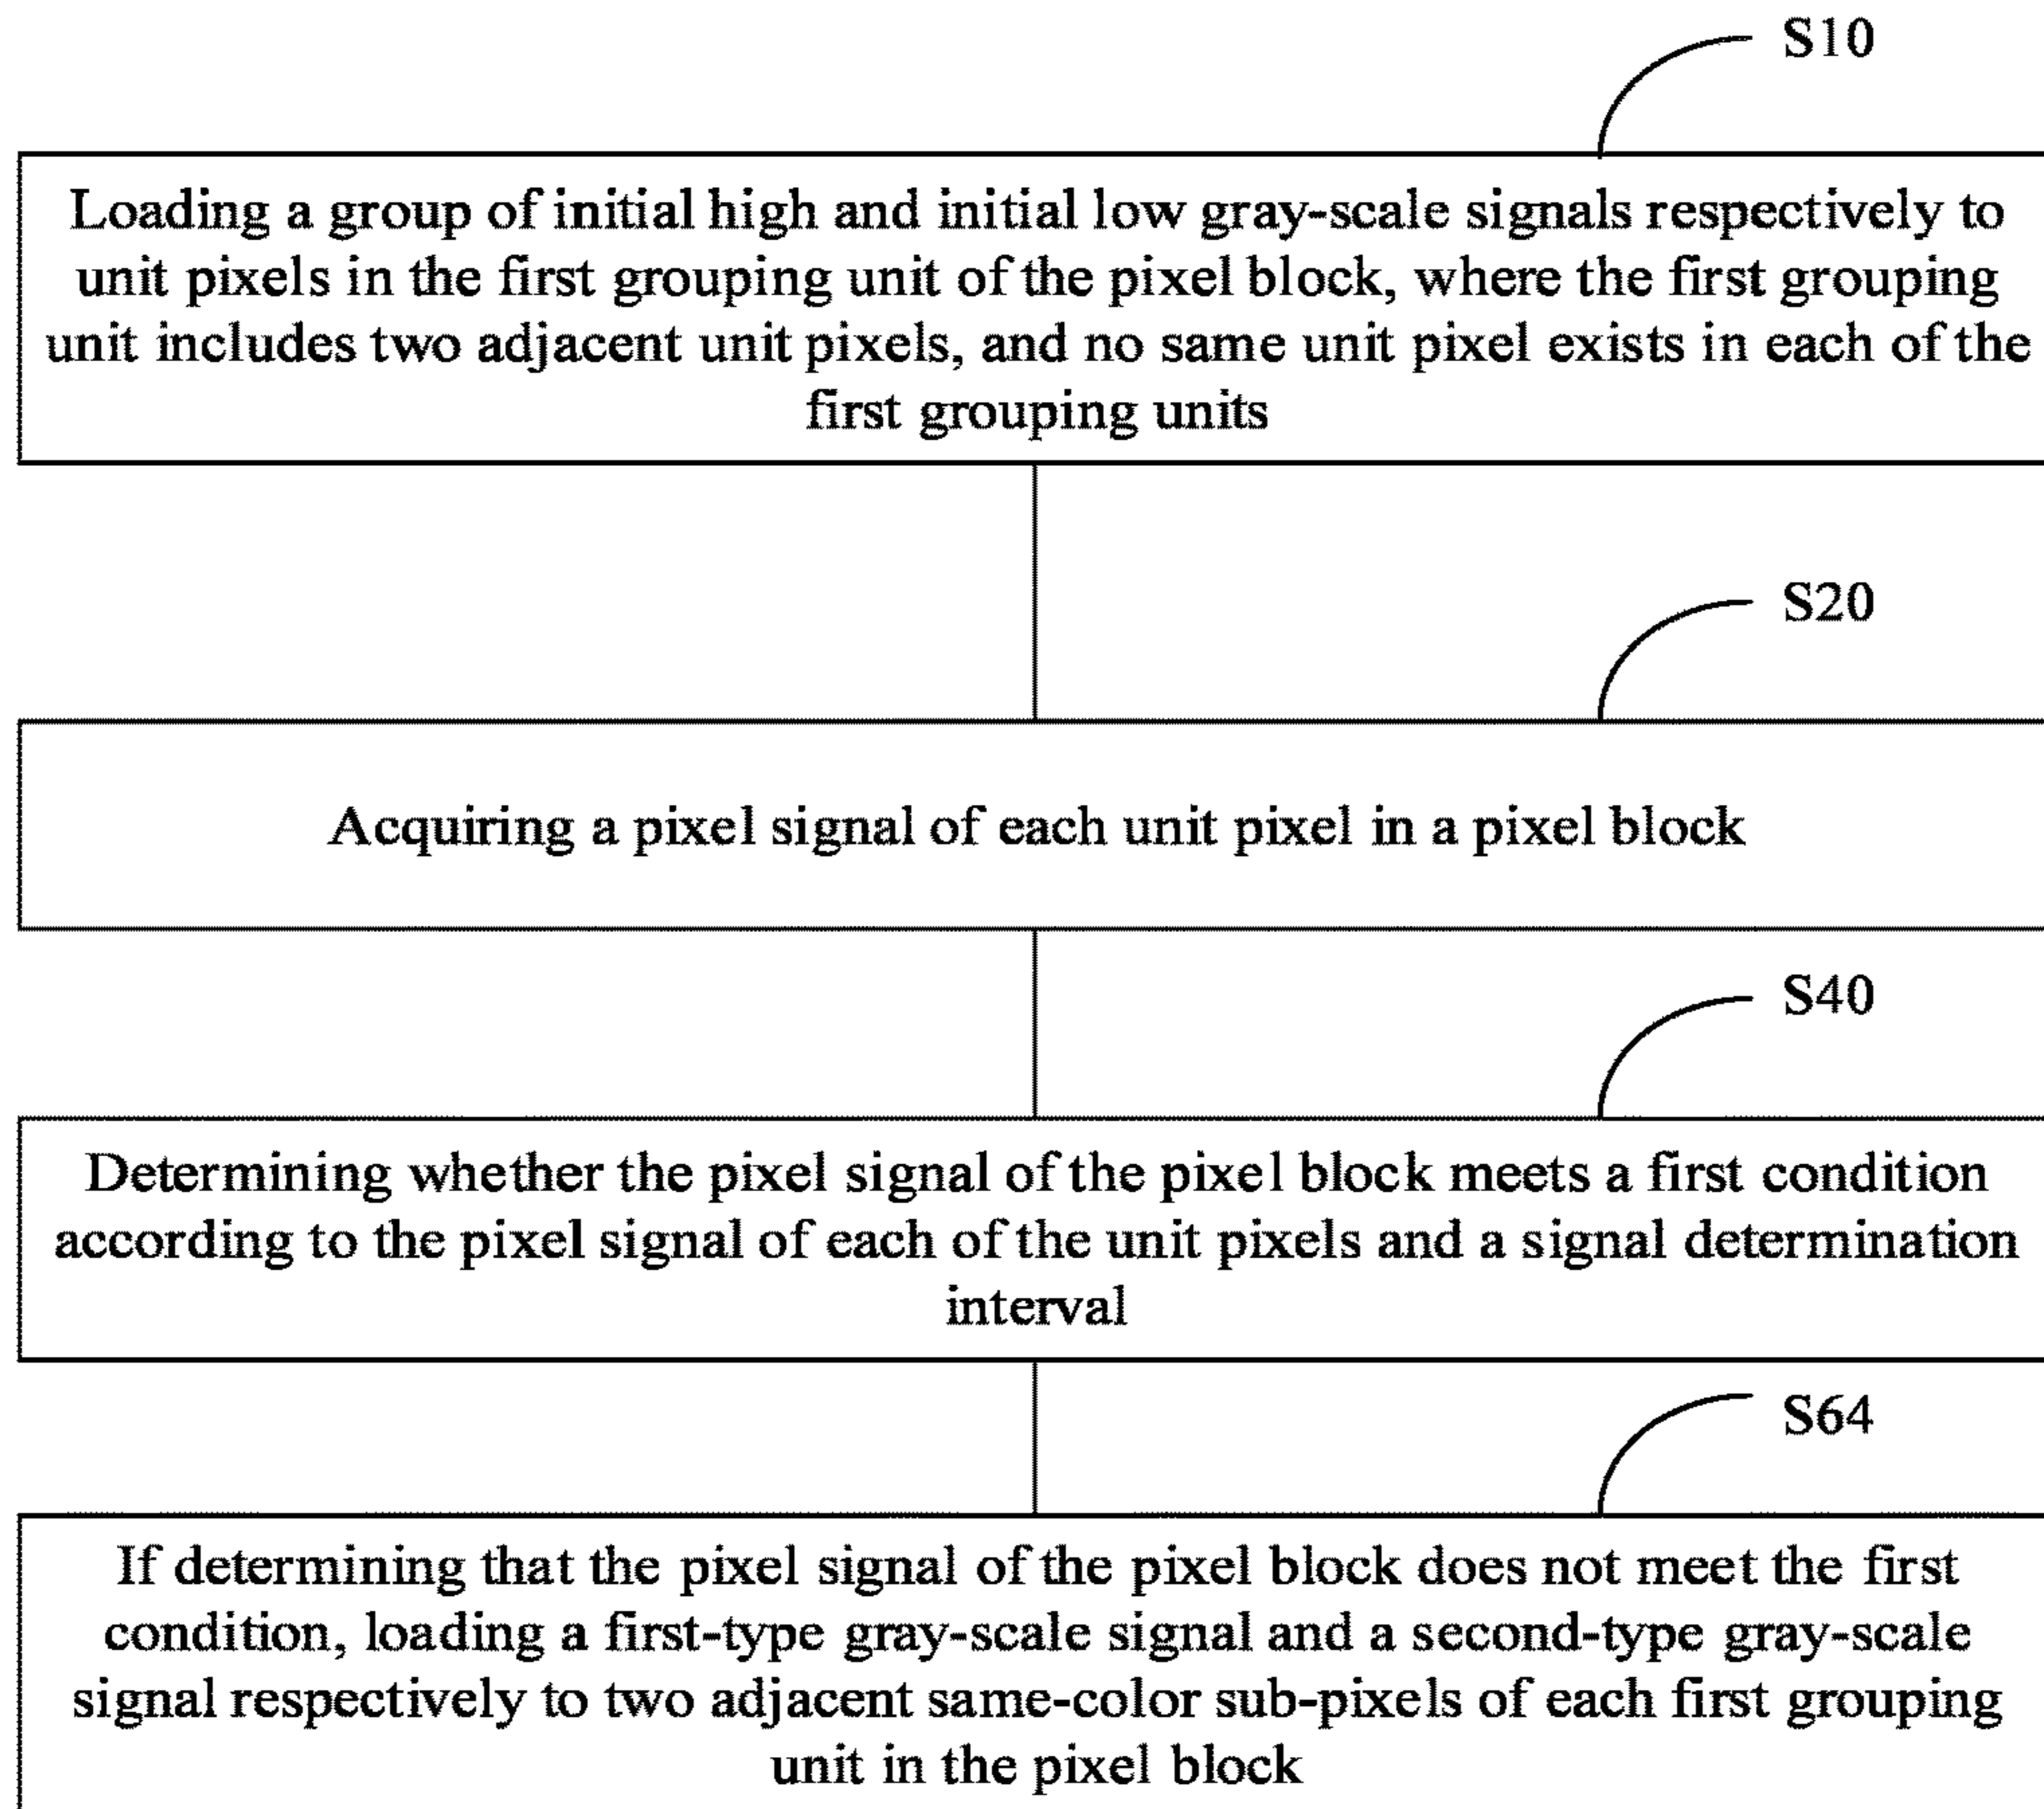 S10
Loading a group of initial high and initial low gray-scale signals respectively to
unit pixels in the first grouping unit of the pixel block, where the first grouping
unit includes two adjacent unit pixels, and no same unit pixel exists in each of the
first grouping units
S20
Acquiring a pixel signal of each unit pixel in a pixel block
S40
Determining whether the pixel signal of the pixel block meets a first condition
according to the pixel signal of each of the unit pixels and a signal determination
interval
S64
If determining that the pixel signal of the pixel block does not meet the first
condition, loading a first-type gray-scale signal and a second-type gray-scale
signal respectively to two adjacent same-color sub-pixels of each first grouping
unit in the pixel block